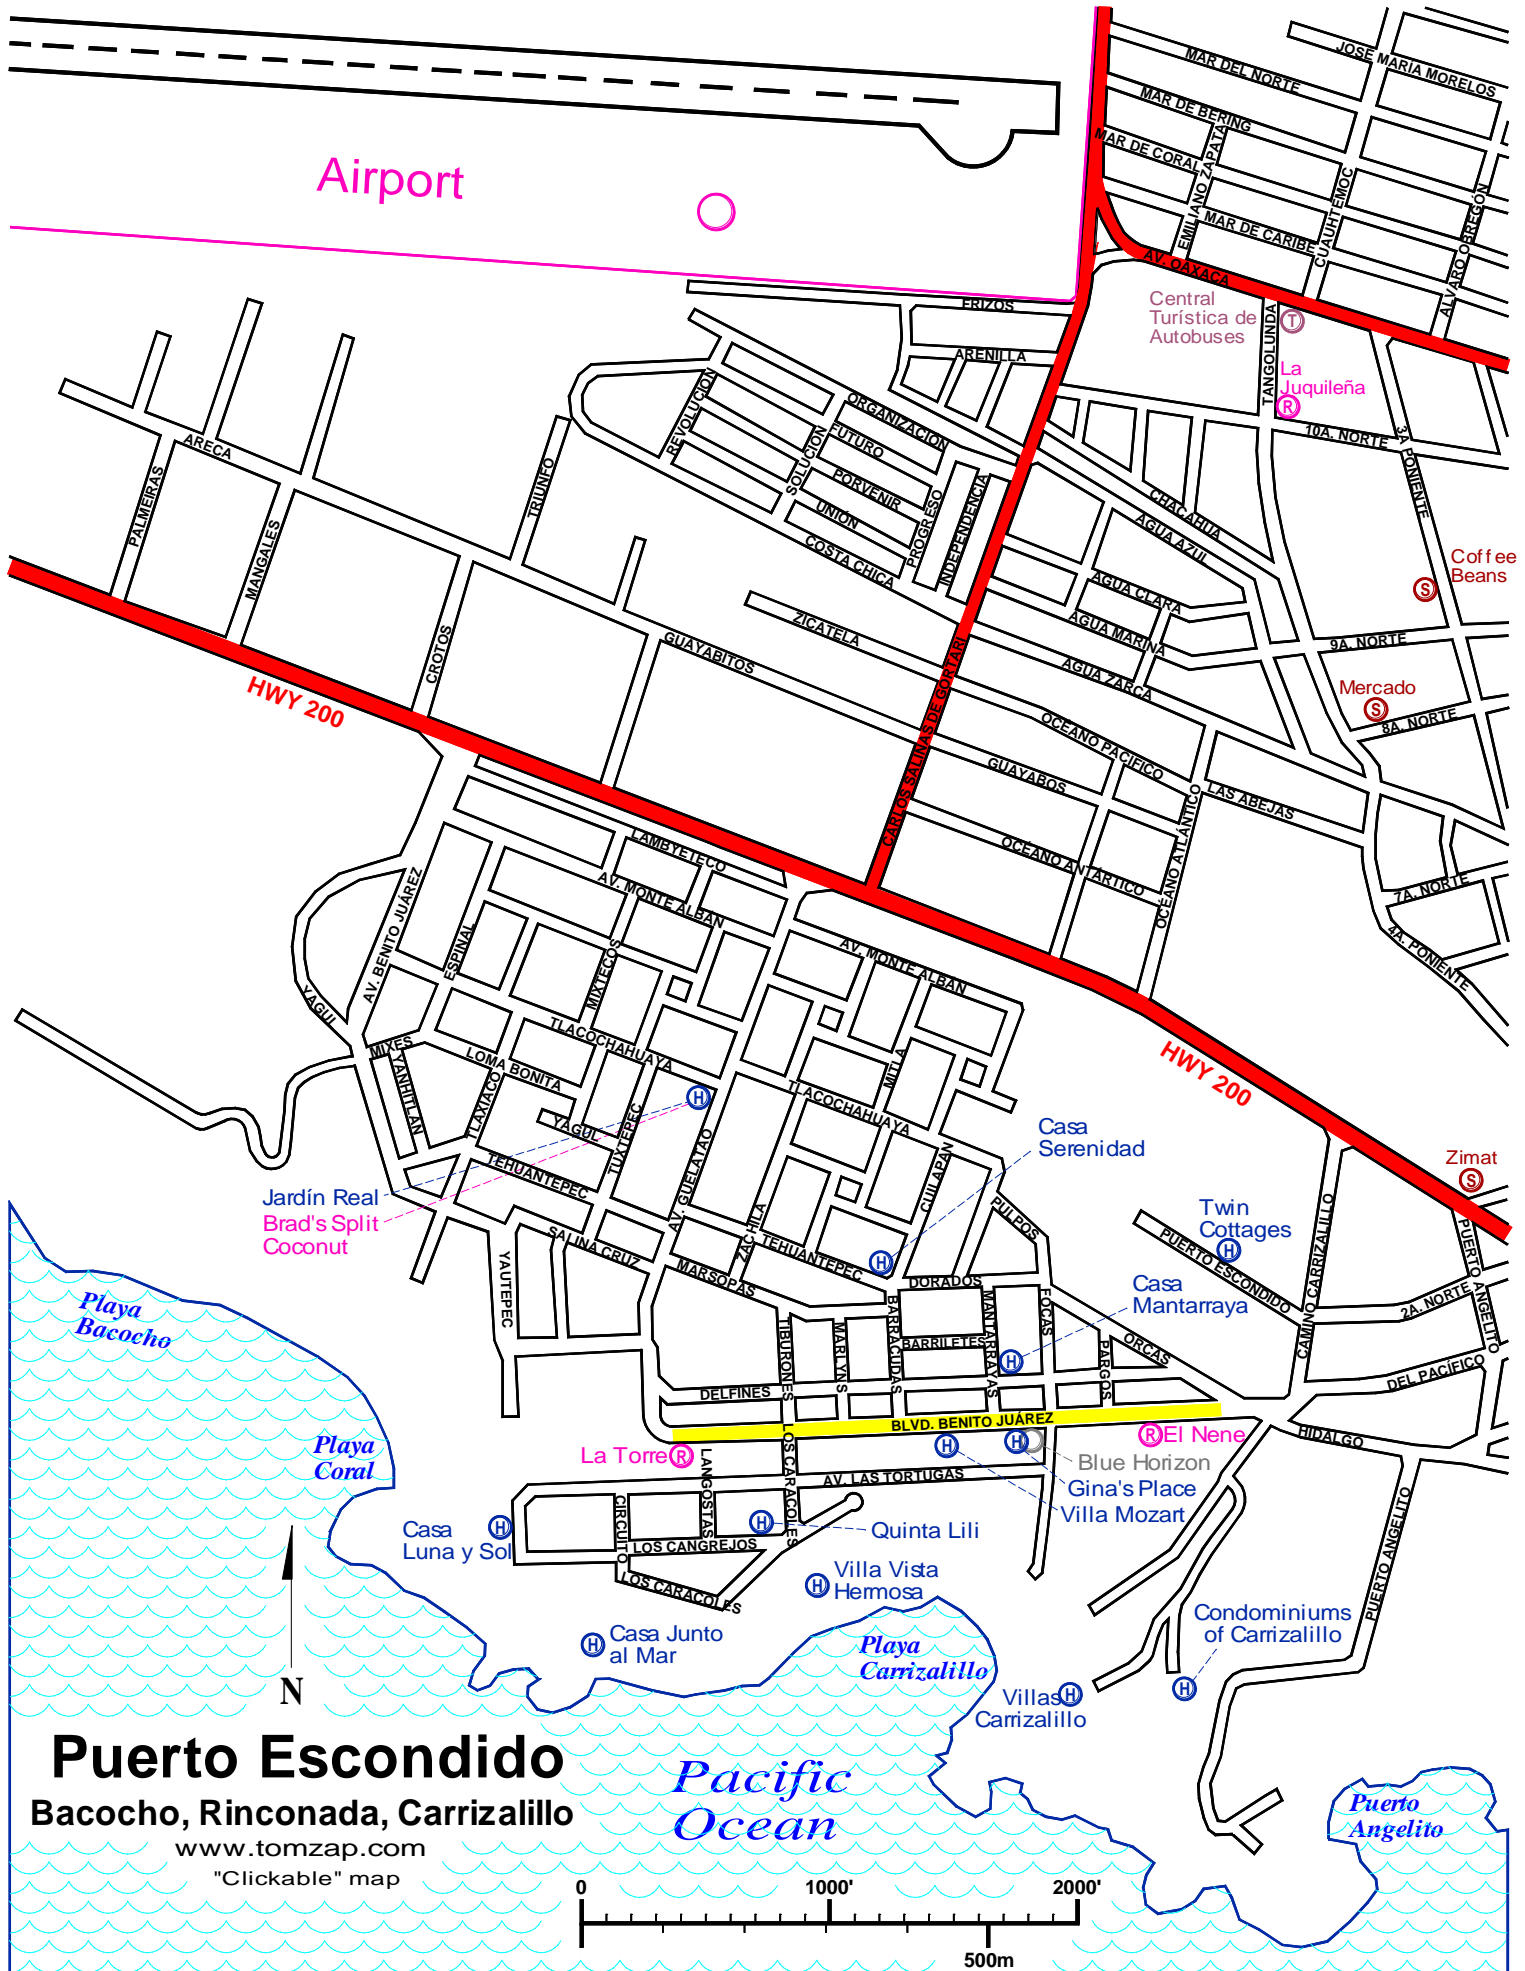 JOSE MARIA MORELOS
MAR DEL NORTE
MAR DE BERING
MAR DE CORAL
EMILIANO ZAPATA
CUAUHTEMOC
ALVARO OBREGÓN
MAR DE CARIBE
Airport
AV. OAXACA
Central
Turística de
Autobuses
T
FRIZOS
ARENILLA
TANGOLUNDA
La
Juquileña
R
10A. NORTE
3A PONIENTE
REVOLUCION
ORGANIZACION
FUTURO
SOLUCION
PORVENIR
UNIÓN
PROGRESO
INDEPENDENCIA
COSTA CHICA
ARECA
PALMEIRAS
MANGALES
TRIUNFO
CROTOS
CHACAHUA
AGUA AZUL
AGUA CLARA
AGUA MARINA
AGUA ZARCA
Coffee
Beans
S
9A. NORTE
Mercado
S
8A. NORTE
ZICATELA
GUAYABITOS
CARLOS SALINAS DE GORTARI
HWY 200
OCEANO PACIFICO
GUAYABOS
LAS ABEJAS
OCEANO ANTÁRTICO
OCÉANO ATLÁNTICO
7A. NORTE
4A. PONIENTE
LAMBYETECO
AV. MONTE ALBAN
AV. MONTE ALBAN
AV. BENITO JUÁREZ
ESPINAL
MIXTECOS
YAGUL
MIXES
YANHITLAN
TLACOCHAHUAYA
LOMA BONITA
TLAXIACO
YAGUL
TUXTEPEC
TEHUANTEPEC
H
MITLA
TLACOCHAHUAYA
CUILAPAN
AV. GUELATAO
ZACHILA
TEHUANTEPEC
HWY 200
Casa
Serenidad
H
Zimat
S
Jardín Real
Brad's Split
Coconut
SALINA CRUZ
YAUTEPEC
MARSOPAS
PULPOS
Twin
Cottages
H
PUERTO ESCONDIDO
CAMINO CARRIZALILLO
PUERTO ANGELITO
2A. NORTE
DEL PACÍFICO
Casa
Mantarraya
H
DORADOS
BARRILETES
TIBURONES
MARLYNS
BARRACUDAS
MANTARRAYAS
FOCAS
PARGOS
ORCAS
DELFINES
BLVD. BENITO JUÁREZ
HIDALGO
Playa
Bacocho
Playa
Coral
La Torre
R
R
El Nene
H
H
Blue Horizon
Gina's Place
Villa Mozart
AV. LAS TORTUGAS
LANGOSTAS
LOS CARACOLES
CIRCUITO
LOS CANGREJOS
LOS CARACOLES
Casa
Luna y Sol
H
H
Quinta Lili
H
Villa Vista
Hermosa
H
Casa Junto
al Mar
PUERTO ANGELITO
Condominiums
of Carrizalillo
H
Playa
Carrizalillo
Villas
Carrizalillo
H
N
Puerto Escondido
Bacocho, Rinconada, Carrizalillo
www.tomzap.com
"Clickable" map
Pacific
Ocean
Puerto
Angelito
0
1000'
2000'
500m